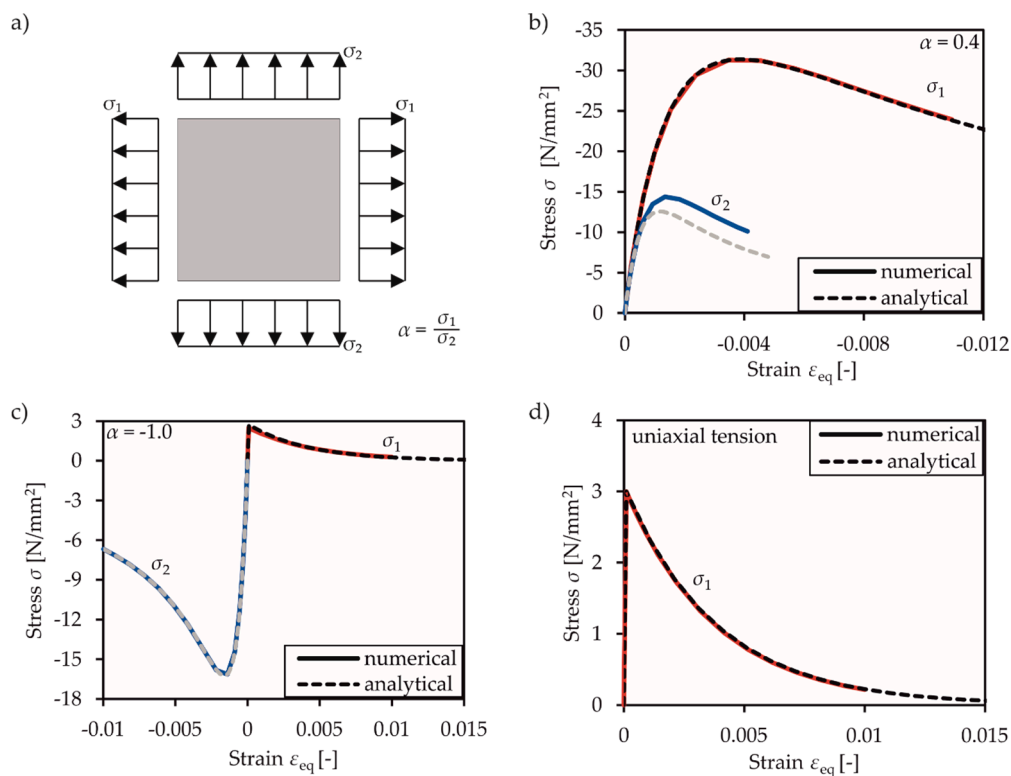 a)
σ2
σ1
σ1
σ2
α = σ1/σ2
b)
α = 0.4
Stress σ [N/mm²]
-35
-30
-25
-20
-15
-10
-5
0
σ1
σ2
numerical
analytical
0 -0.004 -0.008 -0.012
Strain εeq [-]
c)
α = -1.0
Stress σ [N/mm²]
3
0
-3
-6
-9
-12
-15
-18
σ1
σ2
numerical
analytical
-0.01 -0.005 0 0.005 0.01 0.015
Strain εeq [-]
d)
uniaxial tension
numerical
analytical
Stress σ [N/mm²]
4
3
2
1
0
σ1
0 0.005 0.01 0.015
Strain εeq [-]